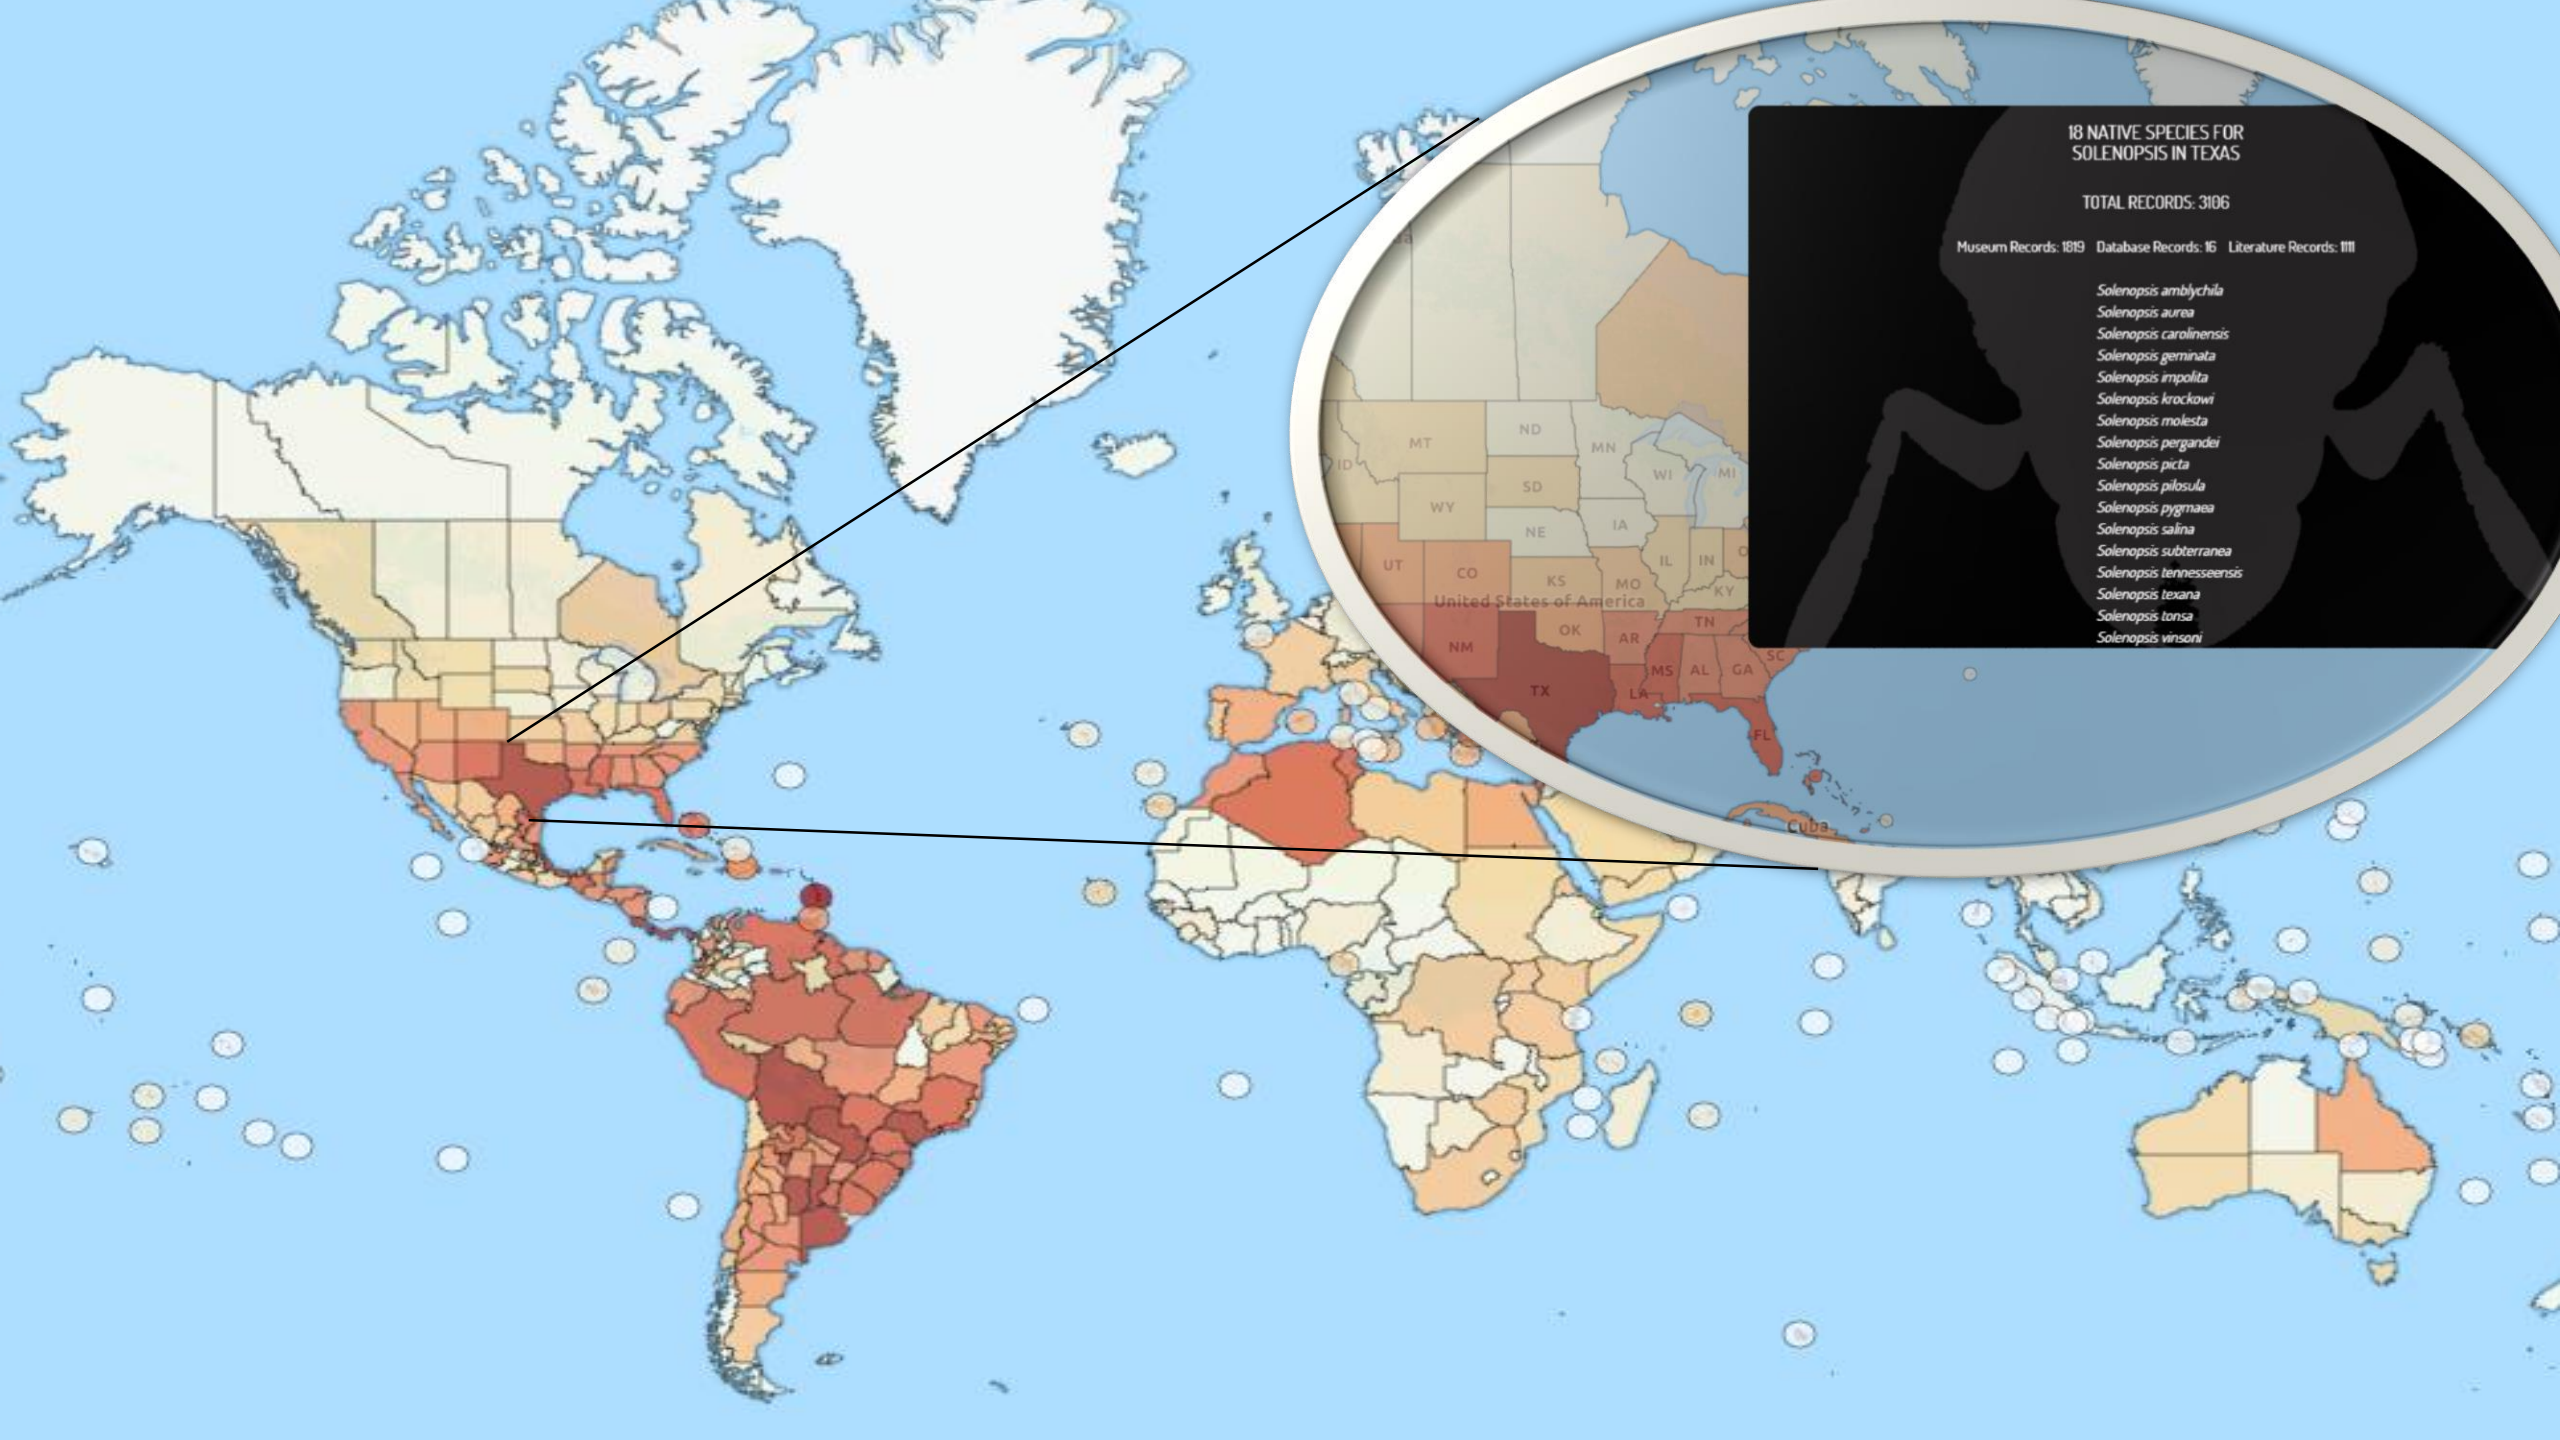 18 NATIVE SPECIES FOR
SOLENOPSIS IN TEXAS
TOTAL RECORDS: 3106
Museum Records: 1819 Database Records: 16 Literature Records: 1111
Solenopsis amblychila
Solenopsis aurea
Solenopsis carolinensis
Solenopsis geminata
Solenopsis impolita
Solenopsis krockowi
Solenopsis molesta
Solenopsis pergandei
Solenopsis picta
Solenopsis pilosula
Solenopsis pygmaea
Solenopsis salina
Solenopsis subterranea
Solenopsis tennesseensis
Solenopsis texana
Solenopsis tonsa
Solenopsis vinsoni
MT
ND
MN
ID
WI
MI
SD
WY
IA
NE
IL
IN
UT
CO
KS
MO
KY
United States of America
TN
OK
AR
NM
SC
MS
AL
GA
TX
LA
FL
Cuba